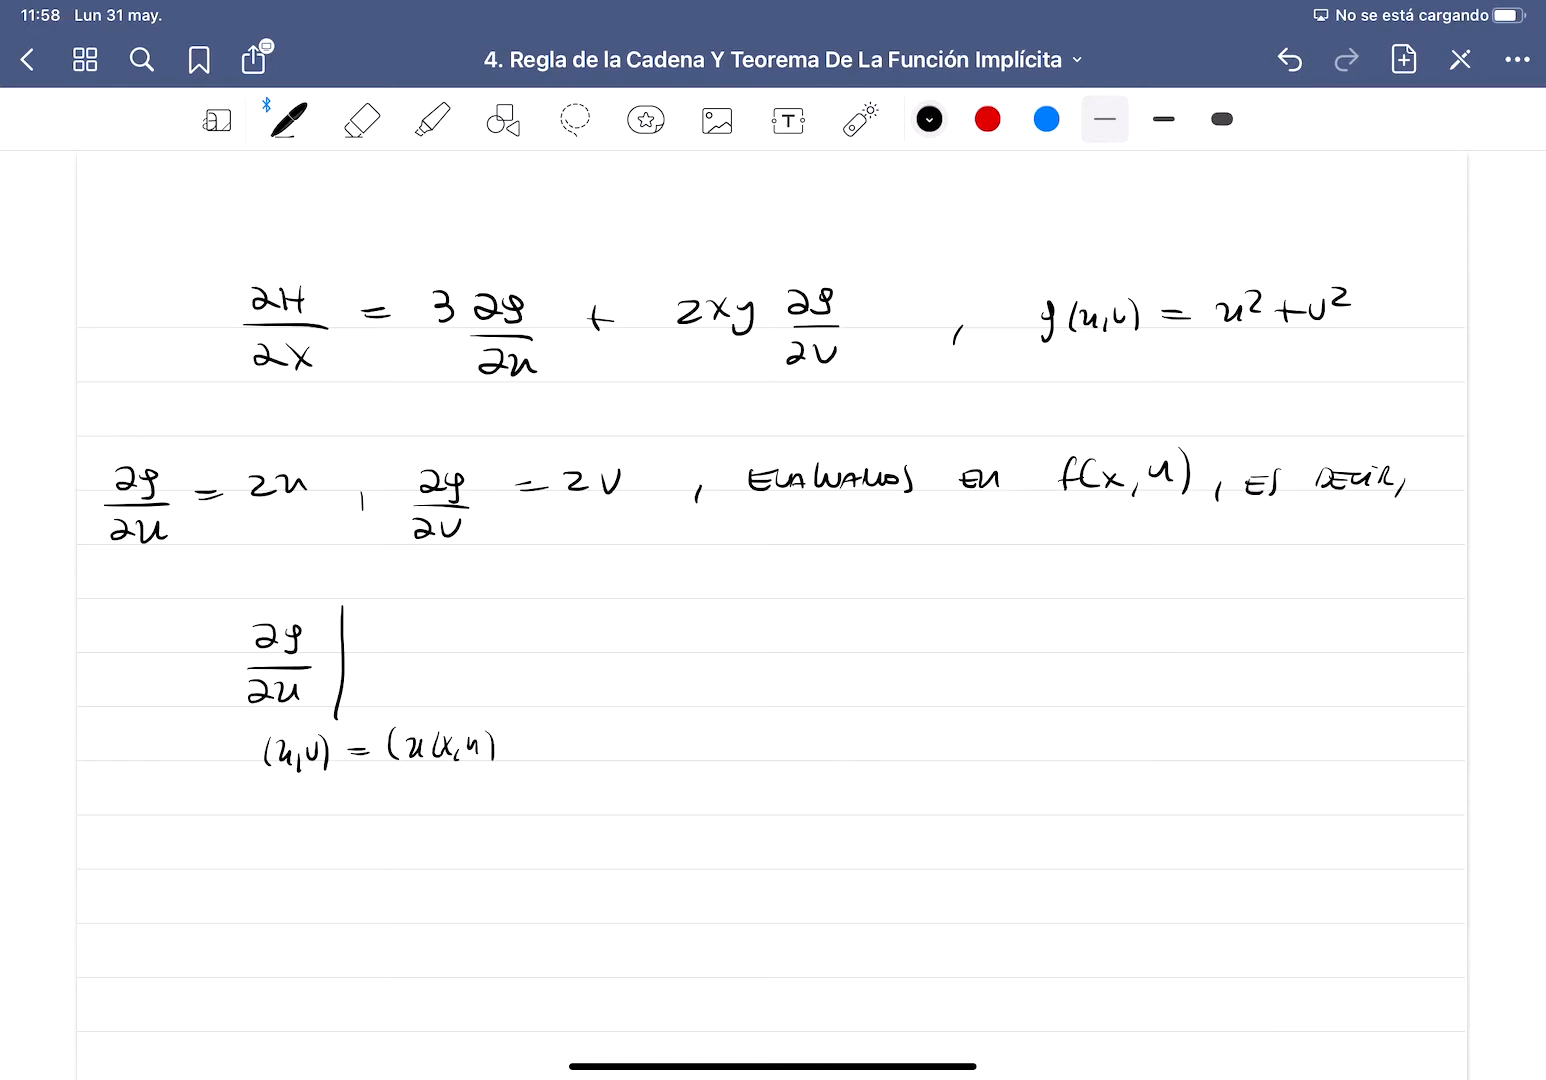 11:58 Lun 31 may. No se está cargando
4. Regla de la Cadena Y Teorema De La Función Implícita
∂H/∂x = 3 ∂g/∂u + 2xy ∂g/∂v , g(u,v) = u² + v²
∂g/∂u = 2u , ∂g/∂v = 2v , EVALUAMOS EN f(x,y) , ES DECIR,
∂g/∂u |
(u,v) = (u(x,y)